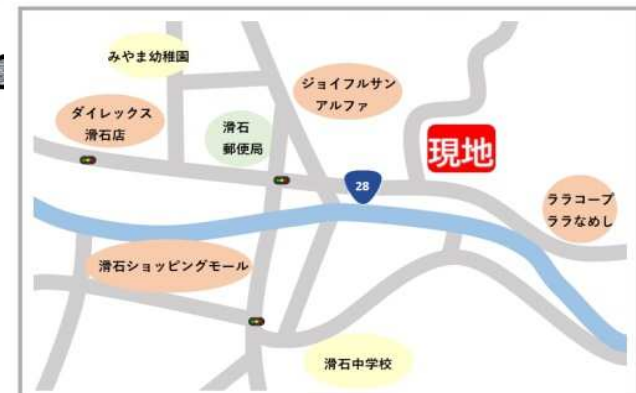 みやま幼稚園
ジョイフルサン
アルファ
ダイレックス
滑石店
滑石
郵便局
現地
28
ララコープ
ララなめし
滑石ショッピングモール
滑石中学校